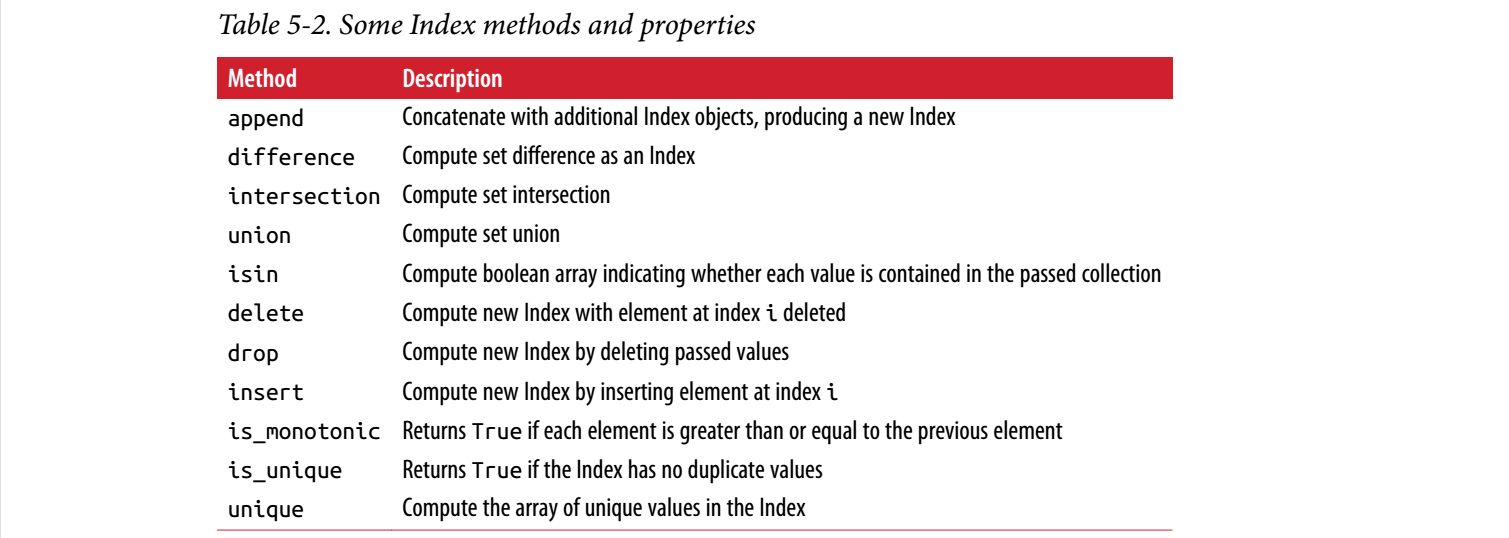 Table 5-2. Some Index methods and properties
Method Description
append Concatenate with additional Index objects, producing a new Index
difference Compute set difference as an Index
intersection Compute set intersection
union Compute set union
isin Compute boolean array indicating whether each value is contained in the passed collection
delete Compute new Index with element at index i deleted
drop Compute new Index by deleting passed values
insert Compute new Index by inserting element at index i
is_monotonic Returns True if each element is greater than or equal to the previous element
is_unique Returns True if the Index has no duplicate values
unique Compute the array of unique values in the Index